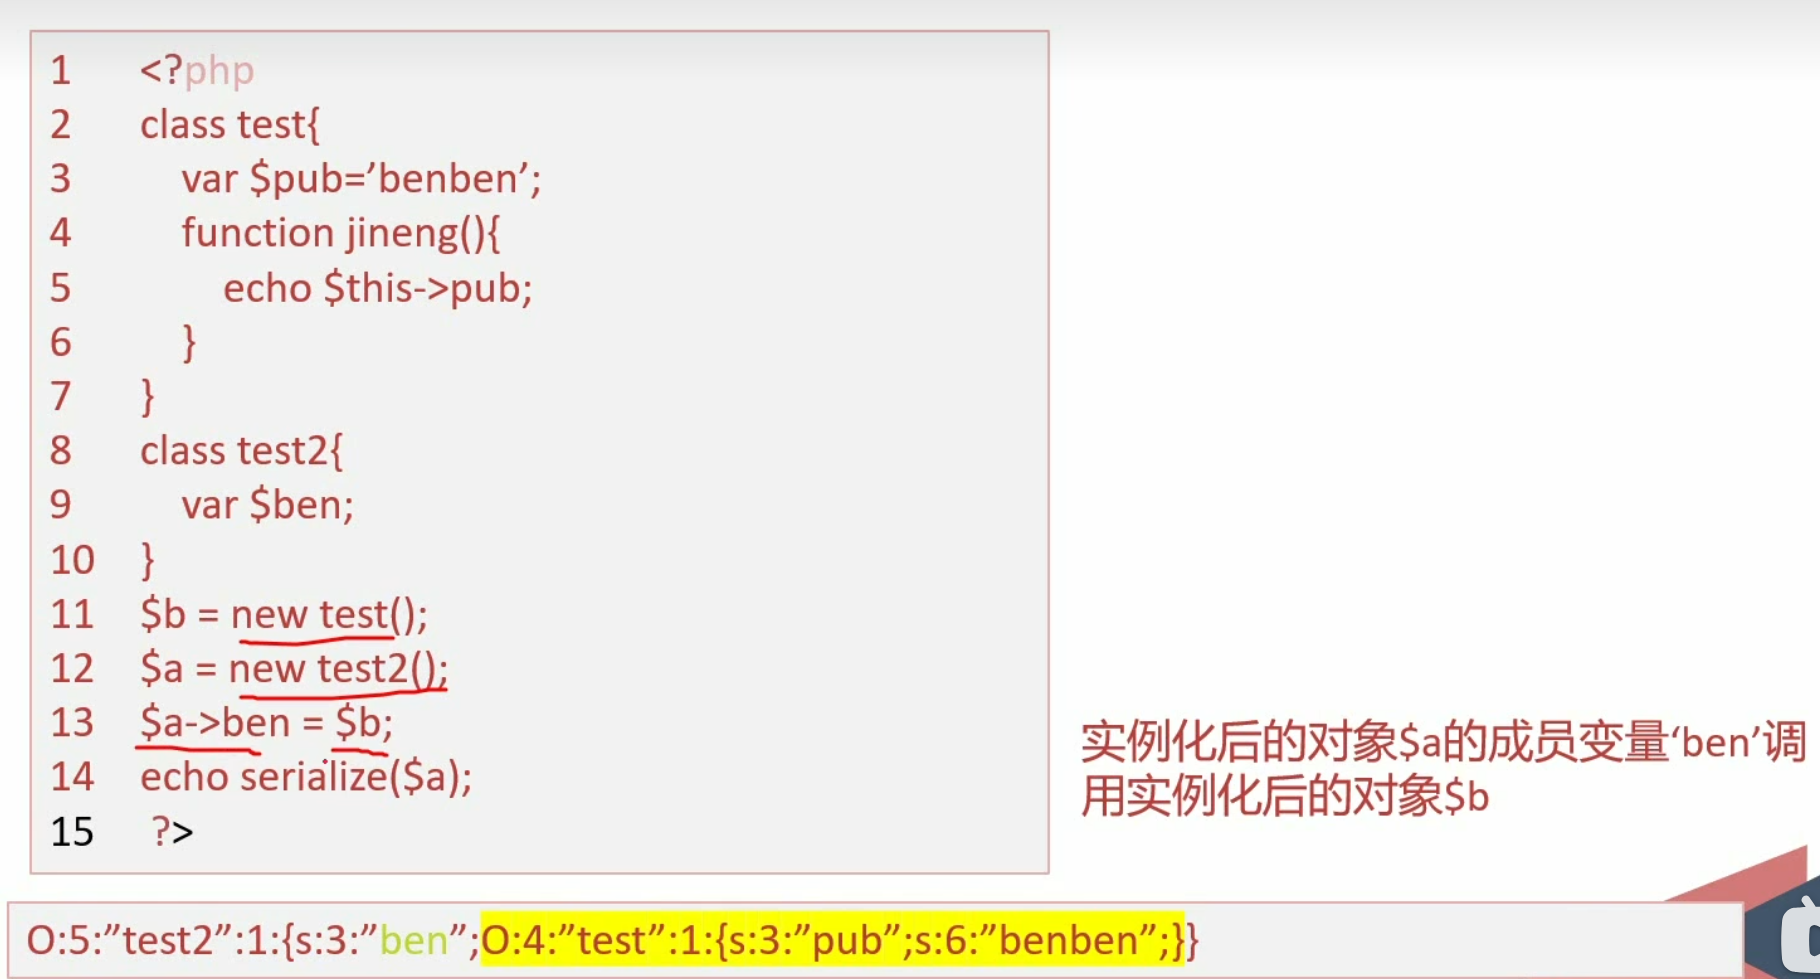 1 <?php
2 class test{
3 var $pub=’benben’;
4 function jineng(){
5 echo $this->pub;
6 }
7 }
8 class test2{
9 var $ben;
10 }
11 $b = new test();
12 $a = new test2();
13 $a->ben = $b;
14 echo serialize($a);
15 ?>
实例化后的对象$a的成员变量‘ben’调
用实例化后的对象$b
O:5:”test2”:1:{s:3:”ben”;O:4:”test”:1:{s:3:”pub”;s:6:”benben”;}}